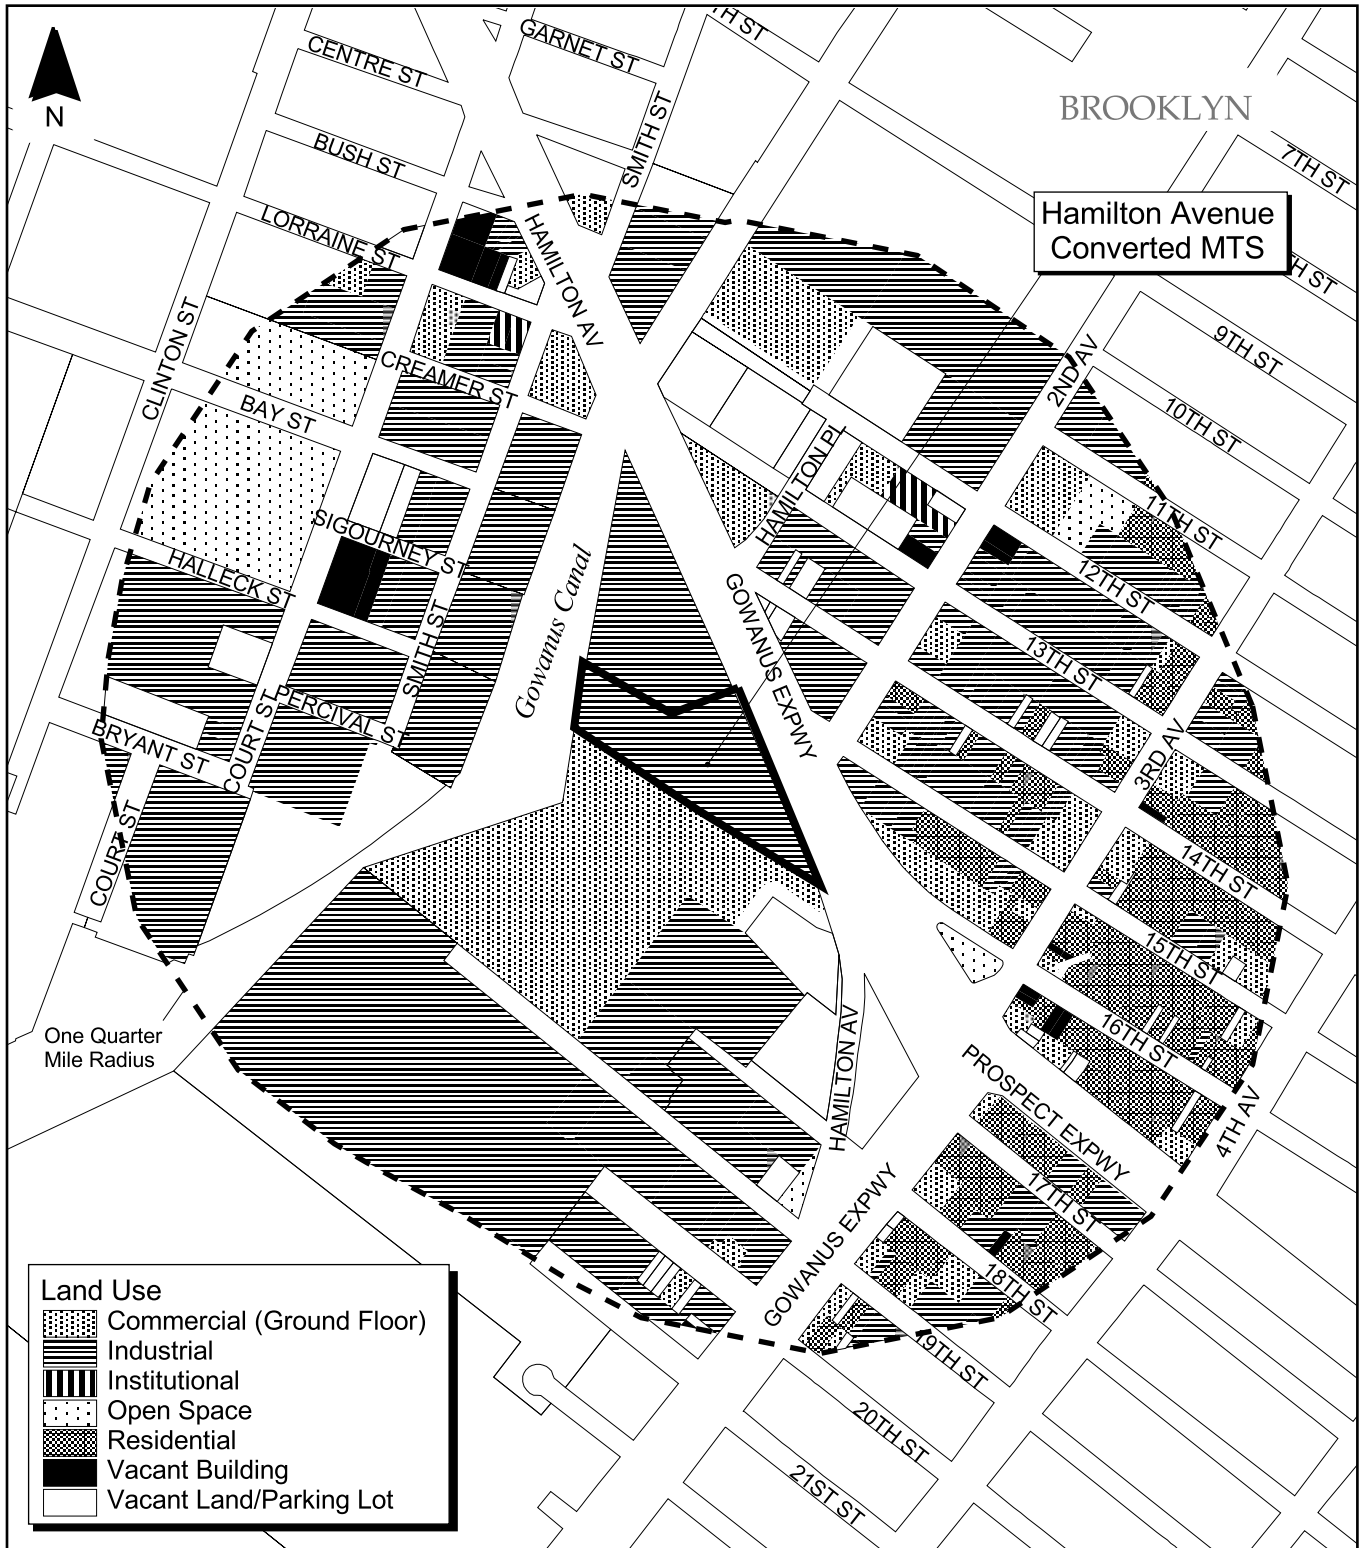 TH ST
GARNET ST
CENTRE ST
N
BROOKLYN
SMITH ST
BUSH ST
7TH ST
Hamilton Avenue
Converted MTS
LORRAINE ST
HAMILTON AV
TH ST
9TH ST
CLINTON ST
CREAMER ST
2ND AV
BAY ST
10TH ST
HAMILTON PL
SIGOURNEY ST
11TH ST
HALLECK ST
Gowanus Canal
12TH ST
GOWANUS EXPWY
SMITH ST
13TH ST
PERCIVAL ST
COURT ST
BRYANT ST
3RD AV
COURT ST
14TH ST
15TH ST
One Quarter
Mile Radius
HAMILTON AV
16TH ST
PROSPECT EXPWY
4TH AV
17TH ST
GOWANUS EXPWY
18TH ST
19TH ST
20TH ST
21ST ST
Land Use
Commercial (Ground Floor)
Industrial
Institutional
Open Space
Residential
Vacant Building
Vacant Land/Parking Lot